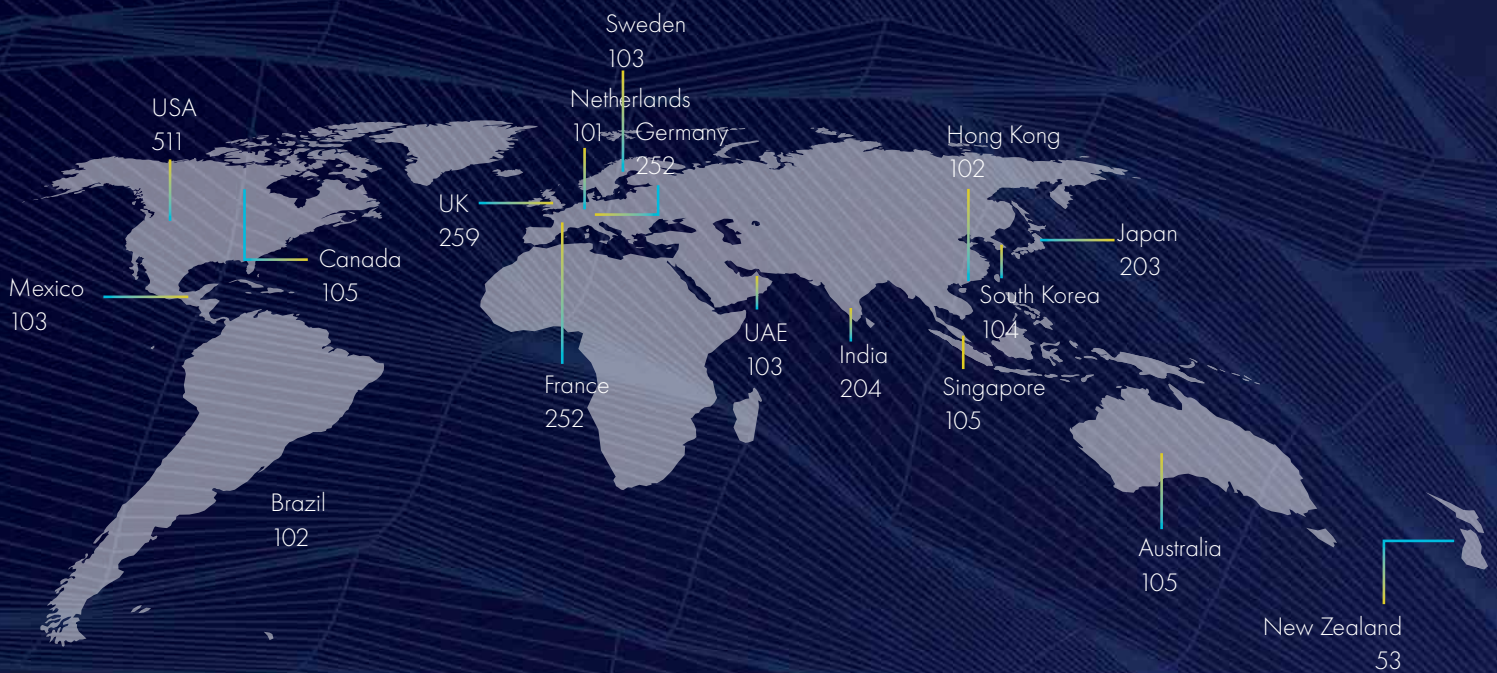 Sweden
103
Netherlands
101
Germany
252
USA
511
Hong Kong
102
UK
259
Canada
105
Mexico
103
Japan
203
South Korea
104
UAE
103
India
204
France
252
Singapore
105
Brazil
102
Australia
105
New Zealand
53